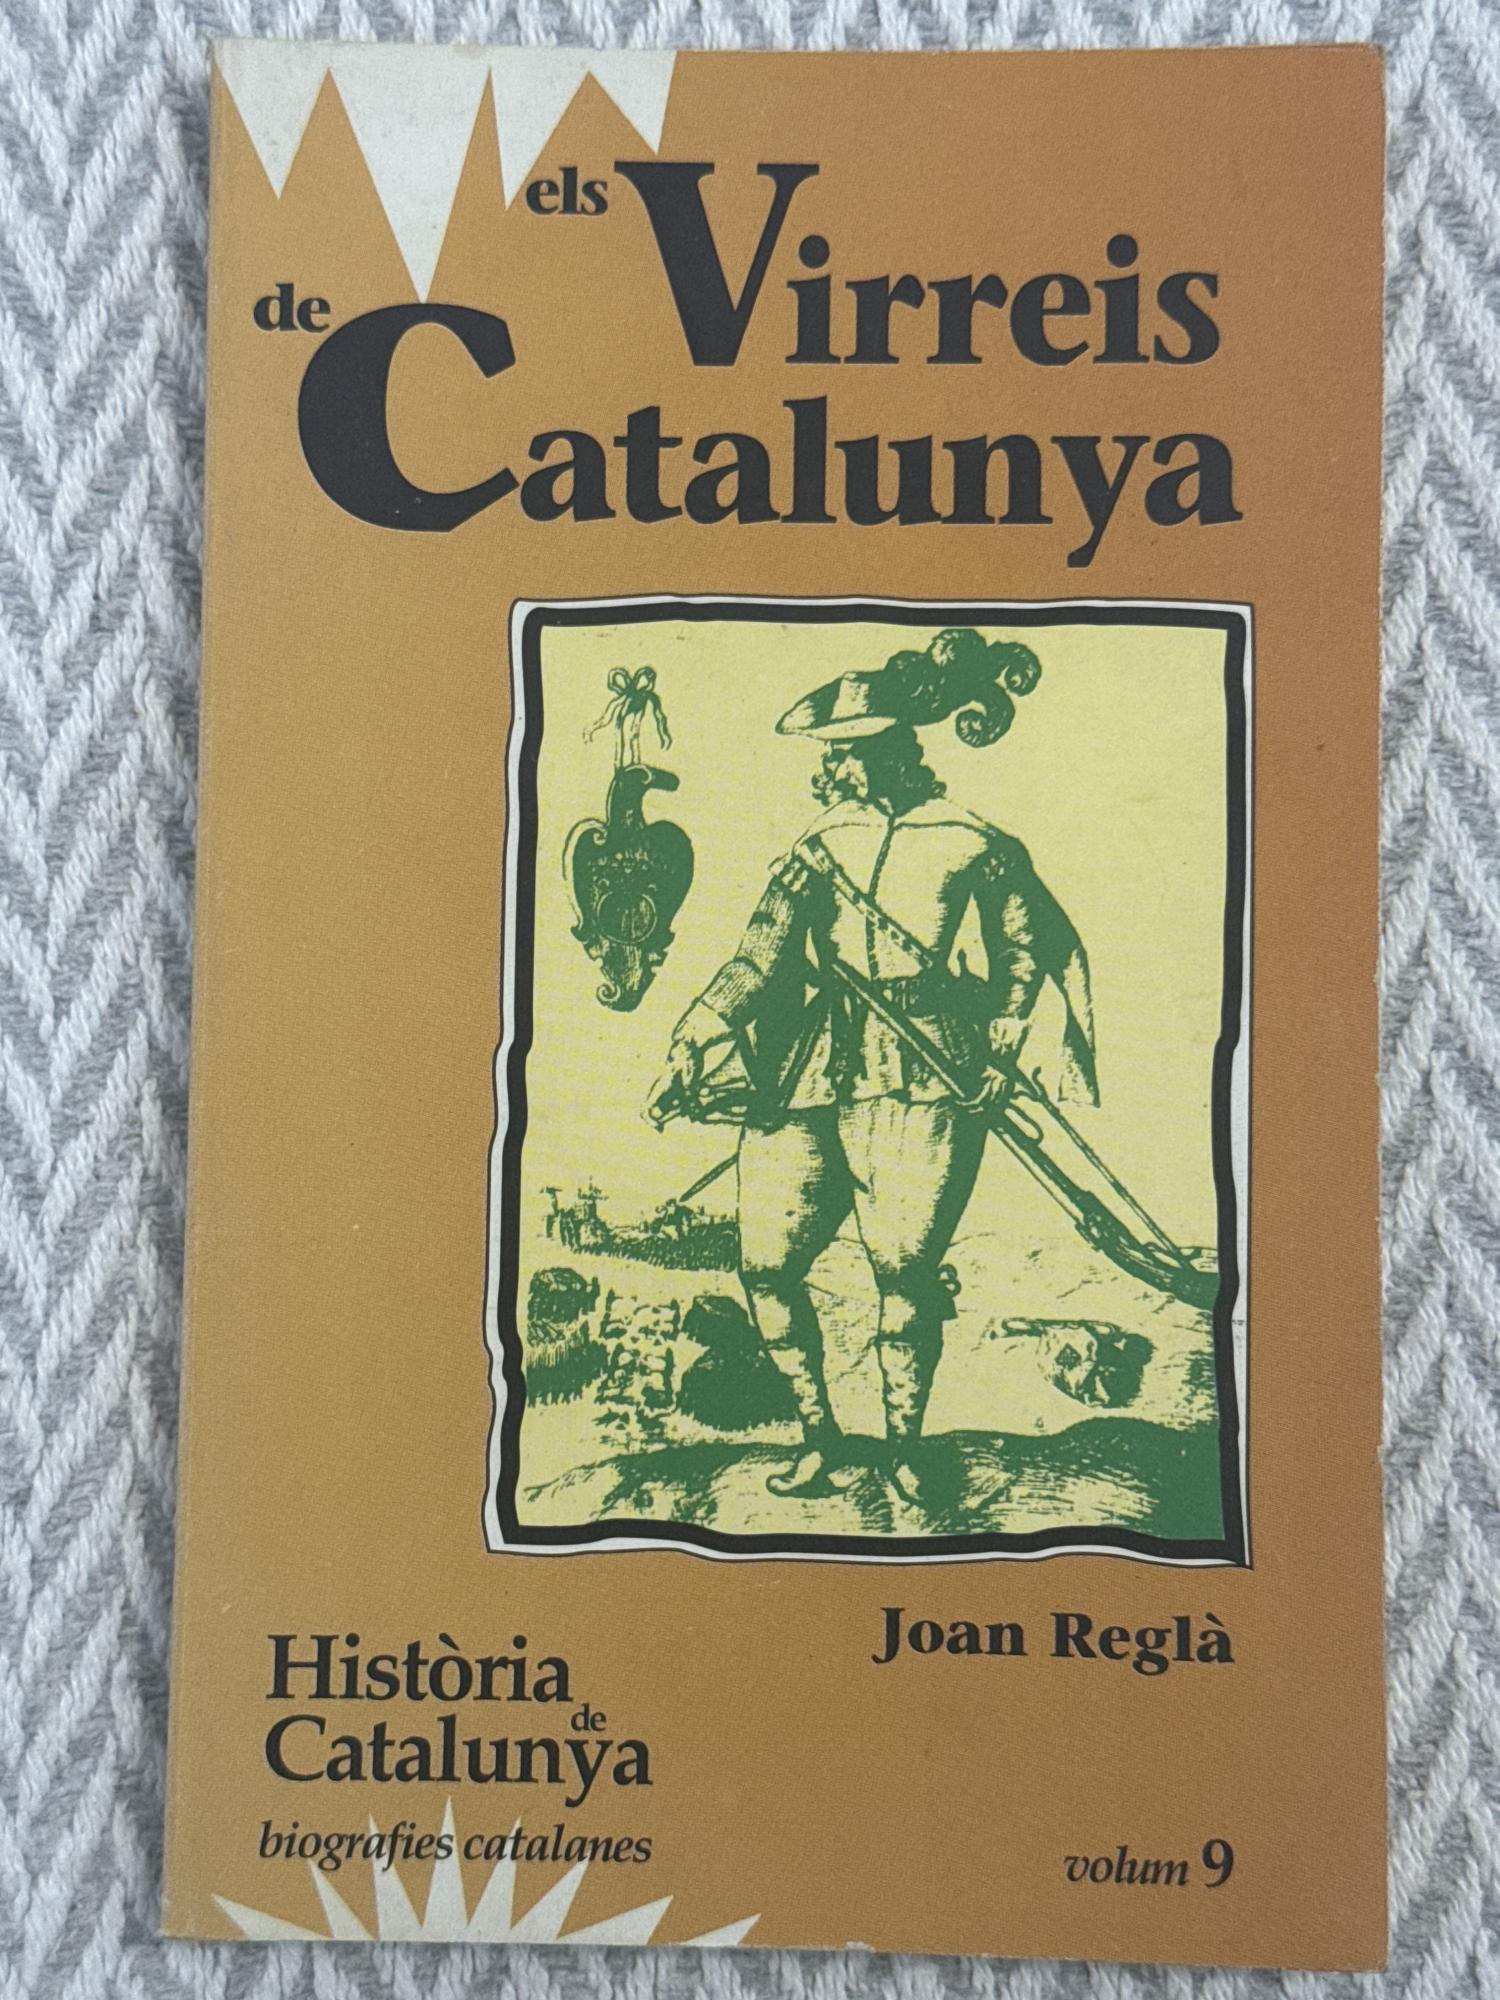 els Virreis
de Catalunya
Joan Reglà
Història
de
Catalunya
biografies catalanes
volum 9